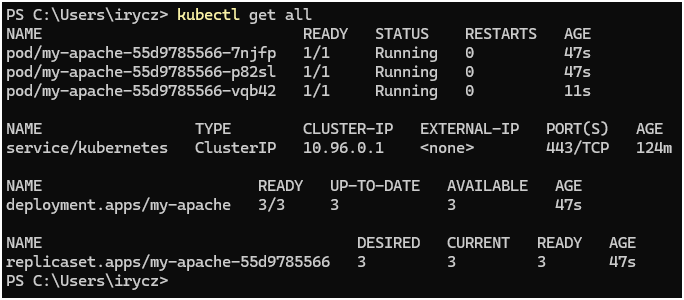 PS C:\Users\irycz> kubectl get all
NAME                             READY   STATUS    RESTARTS   AGE
pod/my-apache-55d9785566-7njfp   1/1     Running   0          47s
pod/my-apache-55d9785566-p82sl   1/1     Running   0          47s
pod/my-apache-55d9785566-vqb42   1/1     Running   0          11s

NAME                 TYPE        CLUSTER-IP   EXTERNAL-IP   PORT(S)   AGE
service/kubernetes   ClusterIP   10.96.0.1    <none>        443/TCP   124m

NAME                        READY   UP-TO-DATE   AVAILABLE   AGE
deployment.apps/my-apache   3/3     3            3           47s

NAME                                   DESIRED   CURRENT   READY   AGE
replicaset.apps/my-apache-55d9785566   3         3         3       47s
PS C:\Users\irycz>